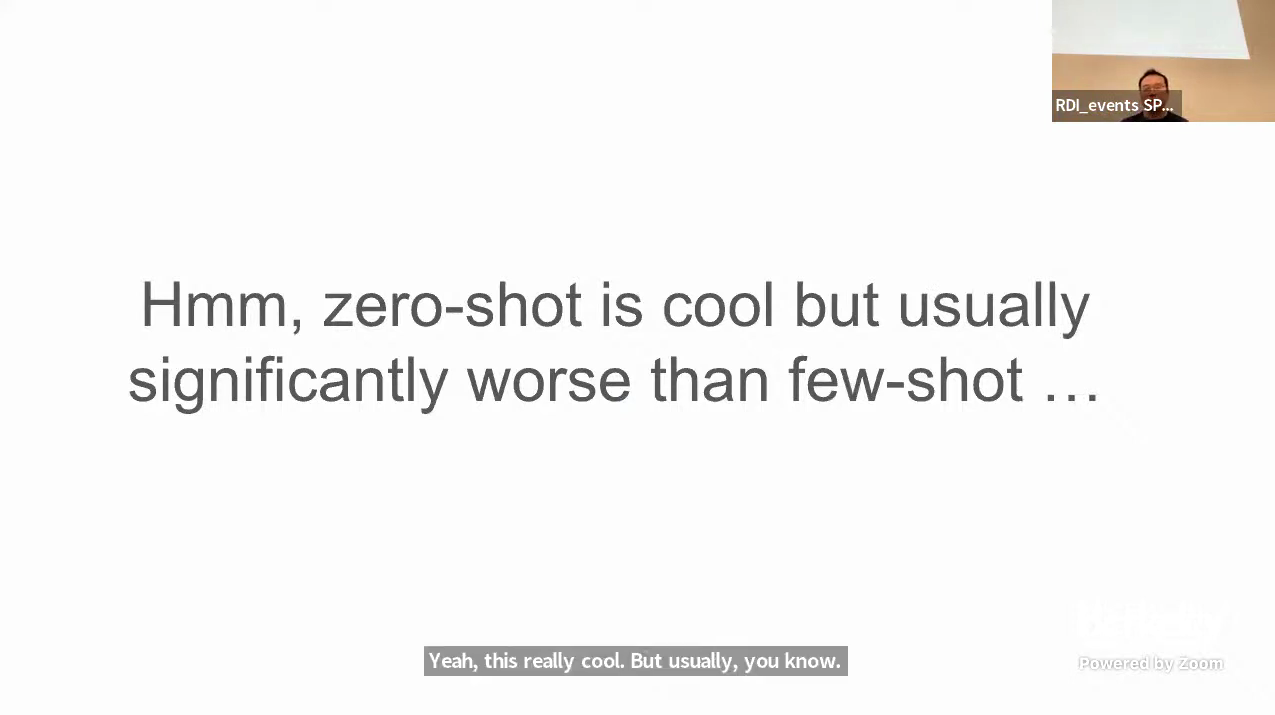 RDI_events SP...
Hmm, zero-shot is cool but usually
significantly worse than few-shot …
Yeah, this really cool. But usually, you know.
Powered by Zoom